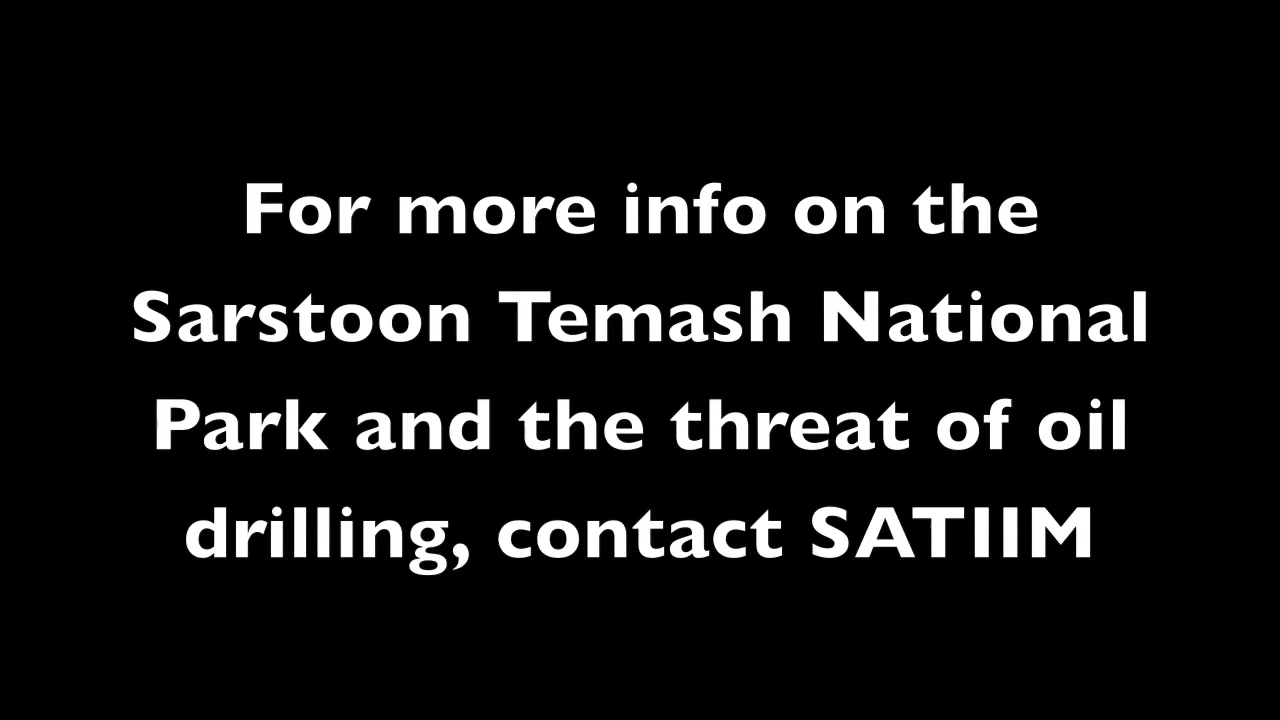 For more info on the
Sarstoon Temash National
Park and the threat of oil
drilling, contact SATIIM